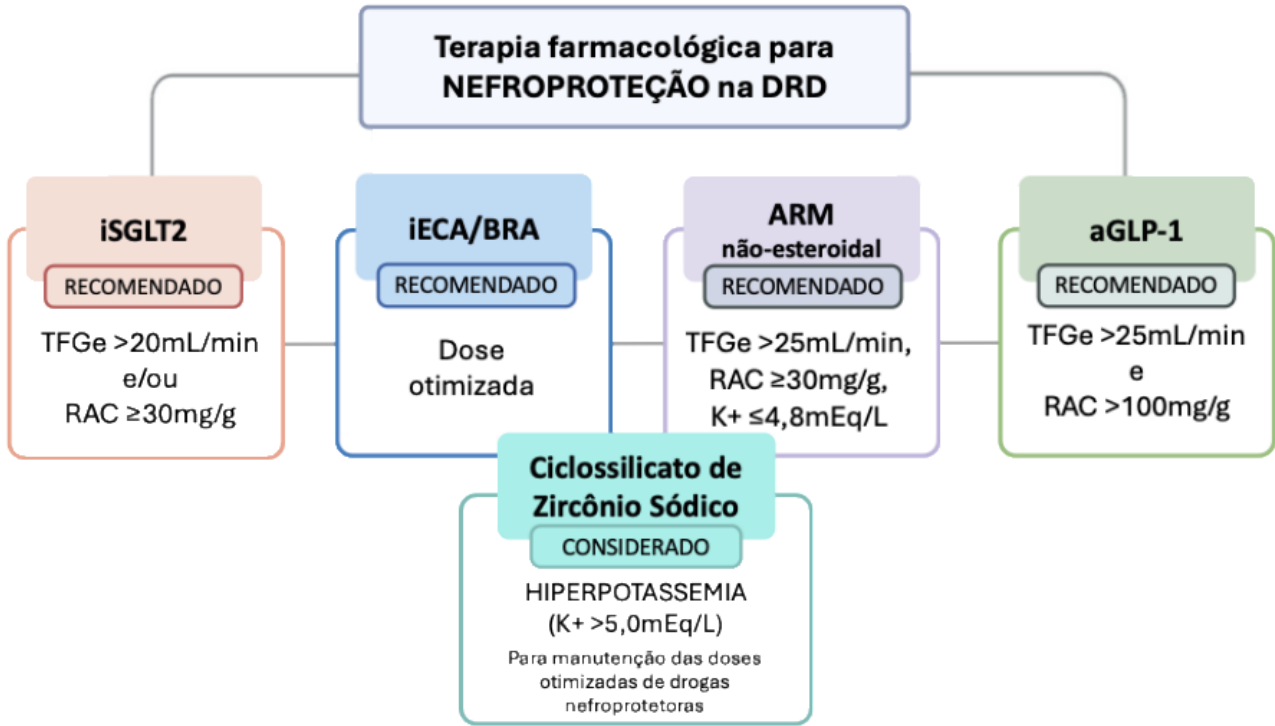 Terapia farmacológica para
NEFROPROTEÇÃO na DRD
iSGLT2
RECOMENDADO
TFGe >20mL/min
e/ou
RAC ≥30mg/g
iECA/BRA
RECOMENDADO
Dose
otimizada
ARM
não-esteroidal
RECOMENDADO
TFGe >25mL/min,
RAC ≥30mg/g,
K+ ≤4,8mEq/L
aGLP-1
RECOMENDADO
TFGe >25mL/min
e
RAC >100mg/g
Ciclossilicato de
Zircônio Sódico
CONSIDERADO
HIPERPOTASSEMIA
(K+ >5,0mEq/L)
Para manutenção das doses
otimizadas de drogas
nefroprotetoras